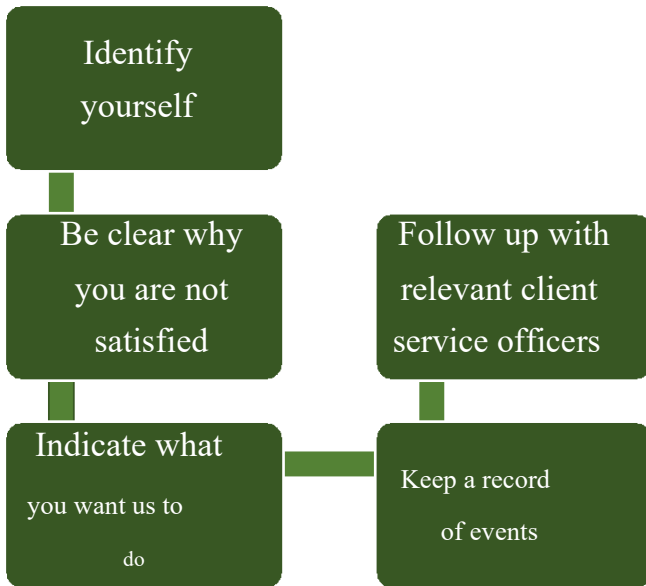 Identify
yourself
Be clear why
you are not
satisfied
Indicate what
you want us to
do
Keep a record
of events
Follow up with
relevant client
service officers